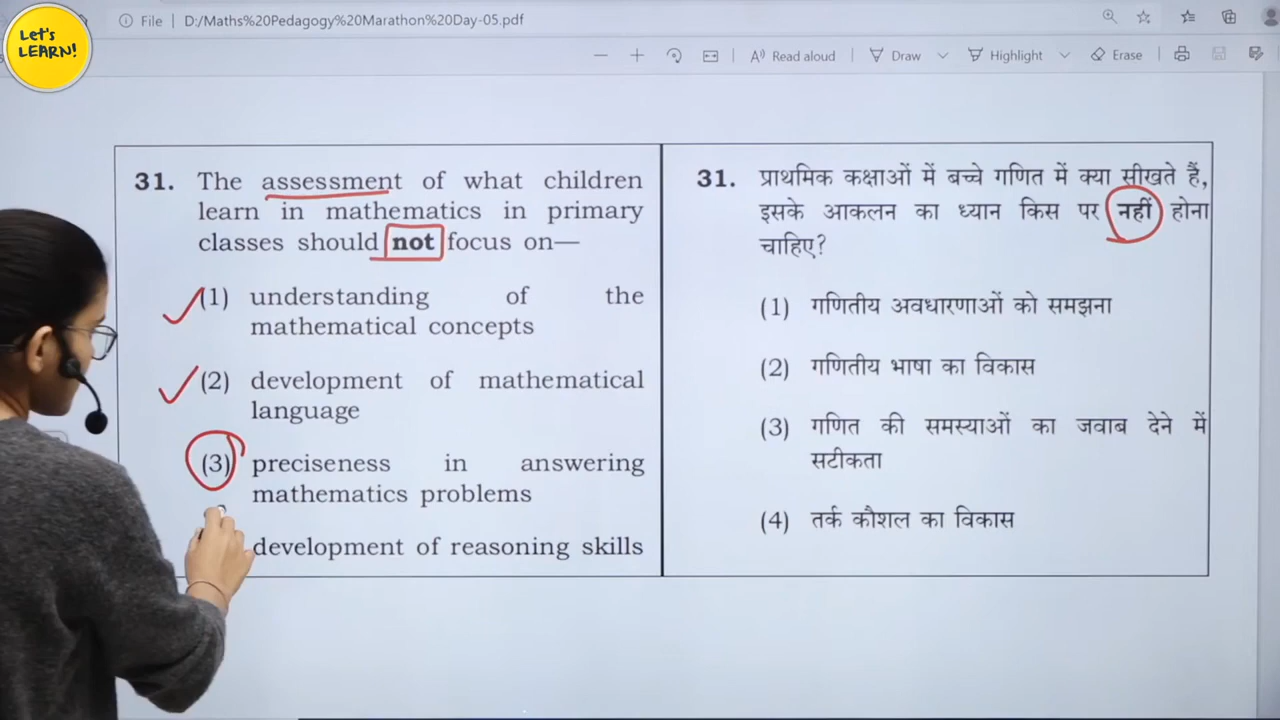 Let's
LEARN!
File | D:/Maths%20Pedagogy%20Marathon%20Day-05.pdf
Read aloud Draw Highlight Erase
31. The assessment of what children
learn in mathematics in primary
classes should not focus on—
(1) understanding of the
mathematical concepts
(2) development of mathematical
language
(3) preciseness in answering
mathematics problems
development of reasoning skills
31. प्राथमिक कक्षाओं में बच्चे गणित में क्या सीखते हैं,
इसके आकलन का ध्यान किस पर नहीं होना
चाहिए?
(1) गणितीय अवधारणाओं को समझना
(2) गणितीय भाषा का विकास
(3) गणित की समस्याओं का जवाब देने में
सटीकता
(4) तर्क कौशल का विकास